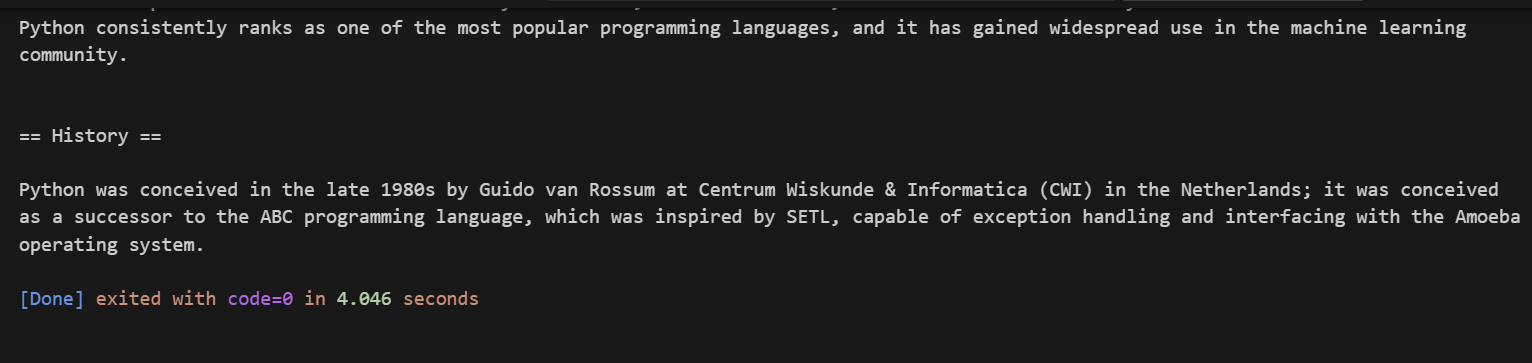 Python consistently ranks as one of the most popular programming languages, and it has gained widespread use in the machine learning
community.
== History ==
Python was conceived in the late 1980s by Guido van Rossum at Centrum Wiskunde & Informatica (CWI) in the Netherlands; it was conceived
as a successor to the ABC programming language, which was inspired by SETL, capable of exception handling and interfacing with the Amoeba
operating system.
[Done] exited with code=0 in 4.046 seconds